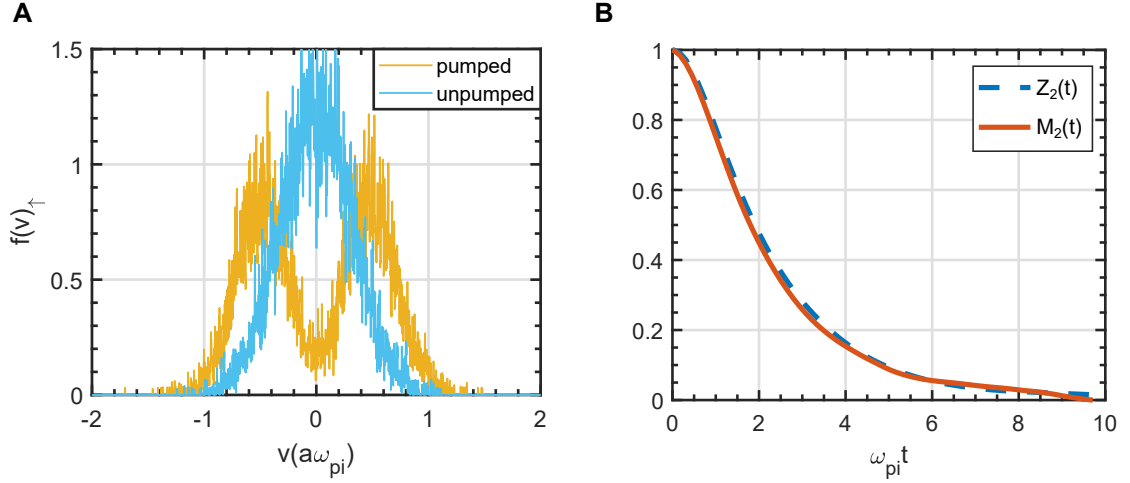 A
B
1.5
1
0.5
0
-2
-1
0
1
2
f(v)↑
v(aω_pi)
pumped
unpumped
1
0.8
0.6
0.4
0.2
0
0
2
4
6
8
10
ω_pi t
Z_2(t)
M_2(t)